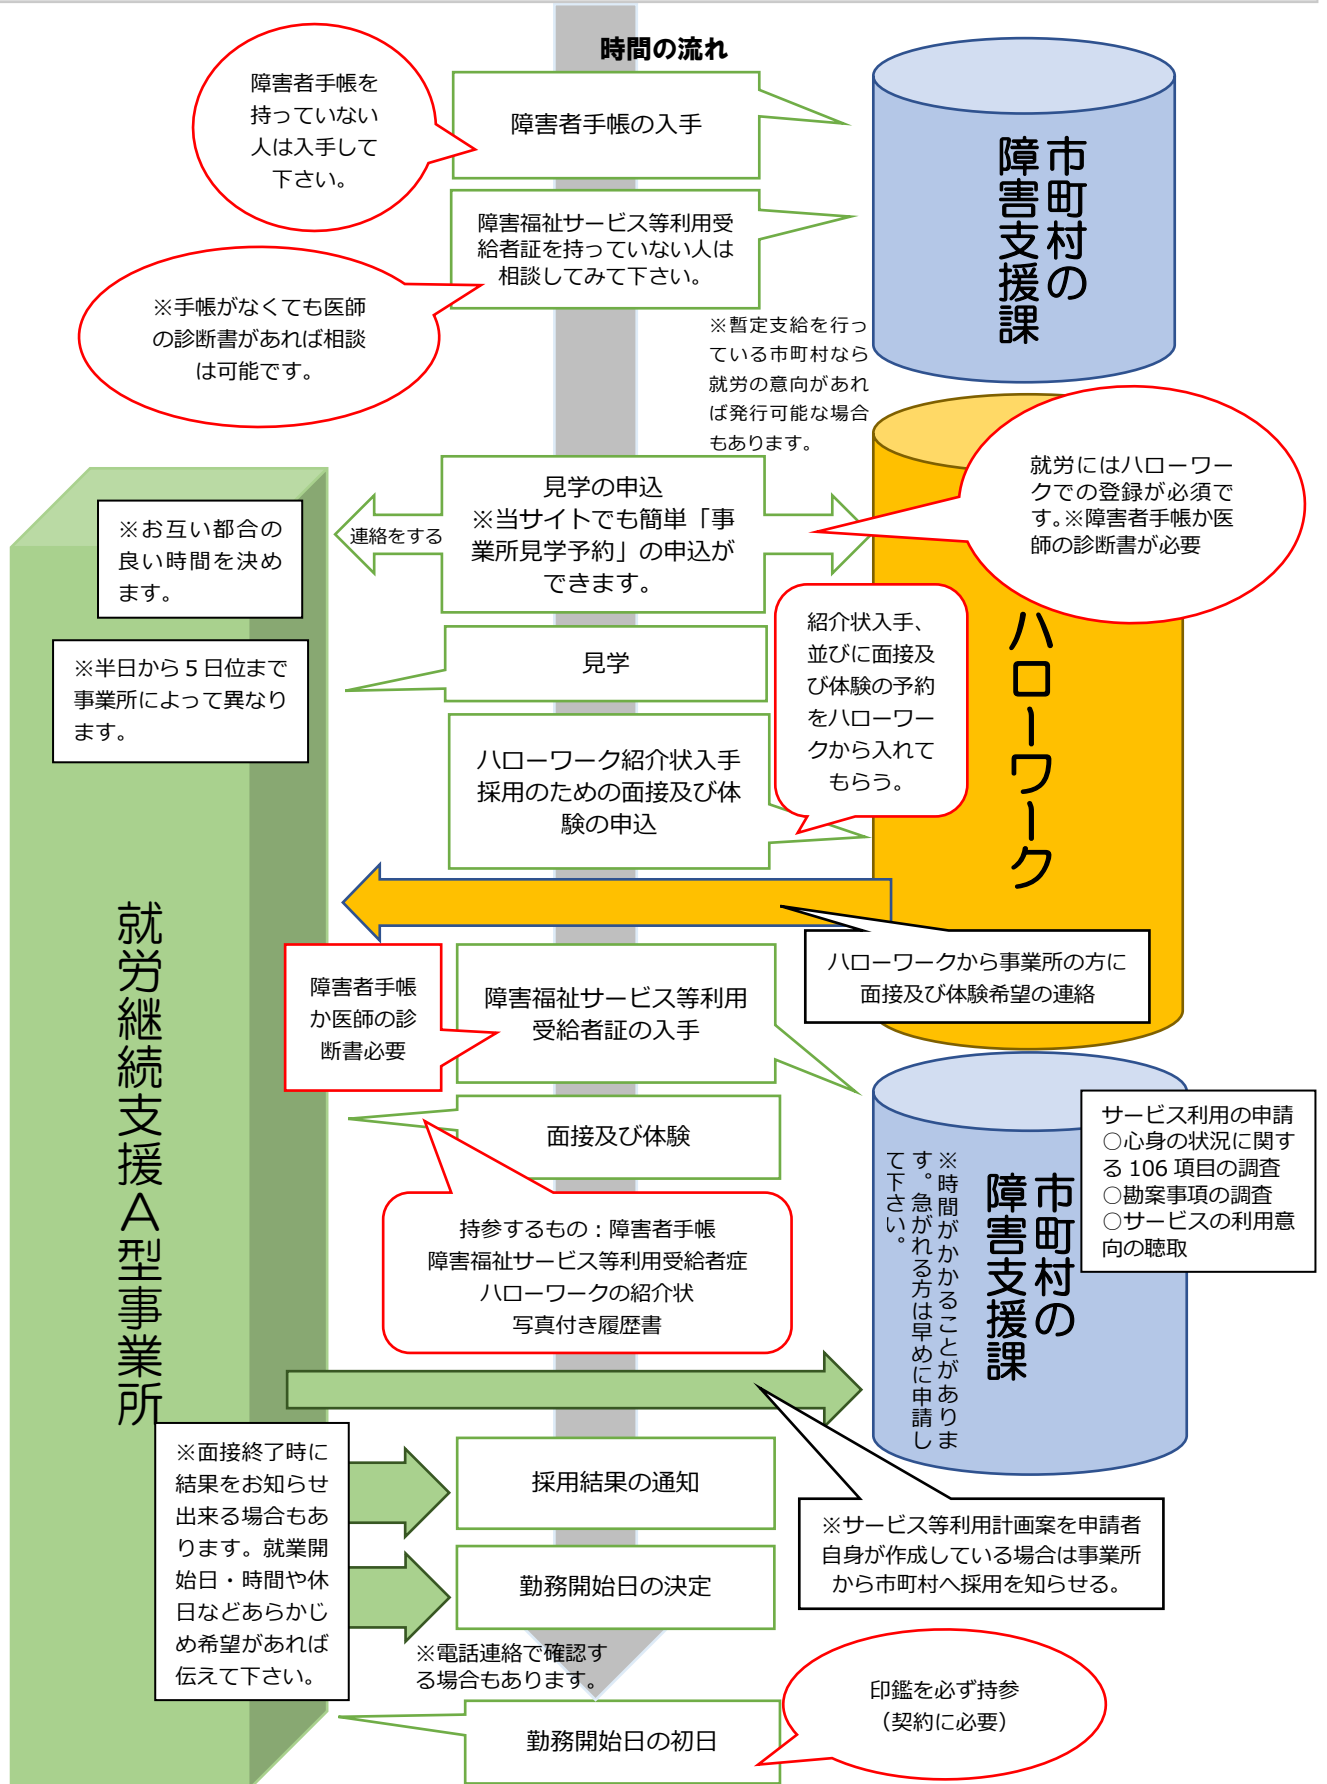 時間の流れ
障害者手帳を
持っていない
人は入手して
下さい。
障害者手帳の入手
市町村の
障害支援課
障害福祉サービス等利用受
給者証を持っていない人は
相談してみて下さい。
※手帳がなくても医師
の診断書があれば相談
は可能です。
※暫定支給を行っ
ている市町村なら
就労の意向があれ
ば発行可能な場合
もあります。
見学の申込
※当サイトでも簡単「事
業所見学予約」の申込が
できます。
連絡をする
就労にはハローワー
クでの登録が必須で
す。※障害者手帳か医
師の診断書が必要
※お互い都合の
良い時間を決め
ます。
ハローワーク
見学
※半日から５日位まで
事業所によって異なり
ます。
紹介状入手、
並びに面接及
び体験の予約
をハローワー
クから入れて
もらう。
ハローワーク紹介状入手
採用のための面接及び体
験の申込
就労継続支援Ａ型事業所
ハローワークから事業所の方に
面接及び体験希望の連絡
障害者手帳
か医師の診
断書必要
障害福祉サービス等利用
受給者証の入手
面接及び体験
サービス利用の申請
○心身の状況に関す
る 106 項目の調査
○勘案事項の調査
○サービスの利用意
向の聴取
市町村の
障害支援課
※時間がかかることがありま
す。急がれる方は早めに申請し
て下さい。
持参するもの：障害者手帳
障害福祉サービス等利用受給者症
ハローワークの紹介状
写真付き履歴書
※面接終了時に
結果をお知らせ
出来る場合もあ
ります。就業開
始日・時間や休
日などあらかじ
め希望があれば
伝えて下さい。
採用結果の通知
※サービス等利用計画案を申請者
自身が作成している場合は事業所
から市町村へ採用を知らせる。
勤務開始日の決定
※電話連絡で確認す
る場合もあります。
印鑑を必ず持参
（契約に必要）
勤務開始日の初日